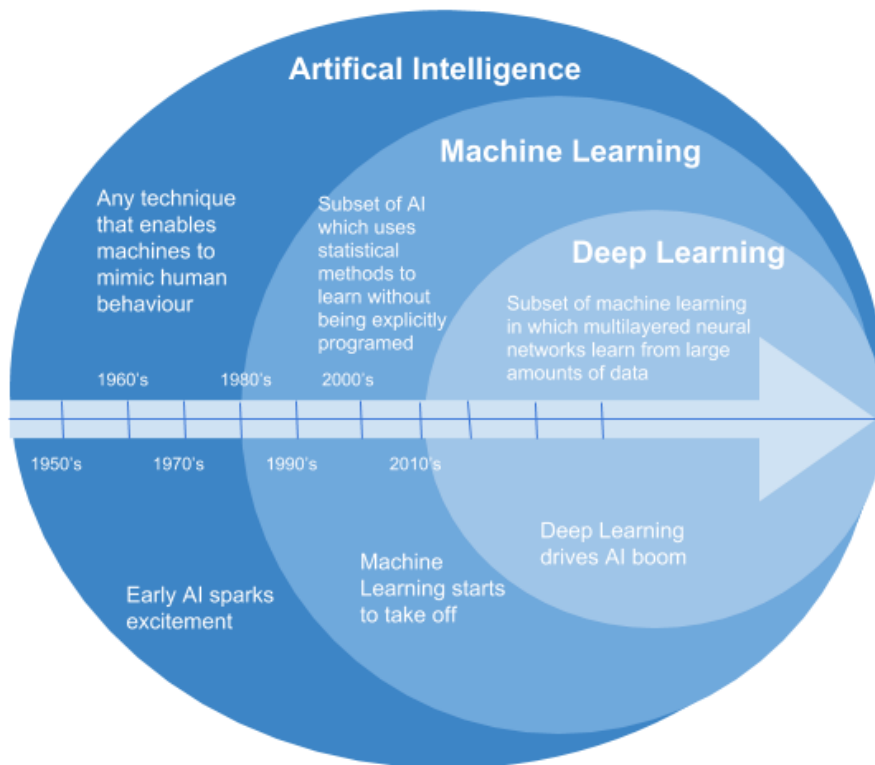 Artifical Intelligence
Machine Learning
Any technique
that enables
machines to
mimic human
behaviour
Subset of AI
which uses
statistical
methods to
learn without
being explicitly
programed
Deep Learning
Subset of machine learning
in which multilayered neural
networks learn from large
amounts of data
1960's
1980's
2000's
1950's
1970's
1990's
2010's
Early AI sparks
excitement
Machine
Learning starts
to take off
Deep Learning
drives AI boom